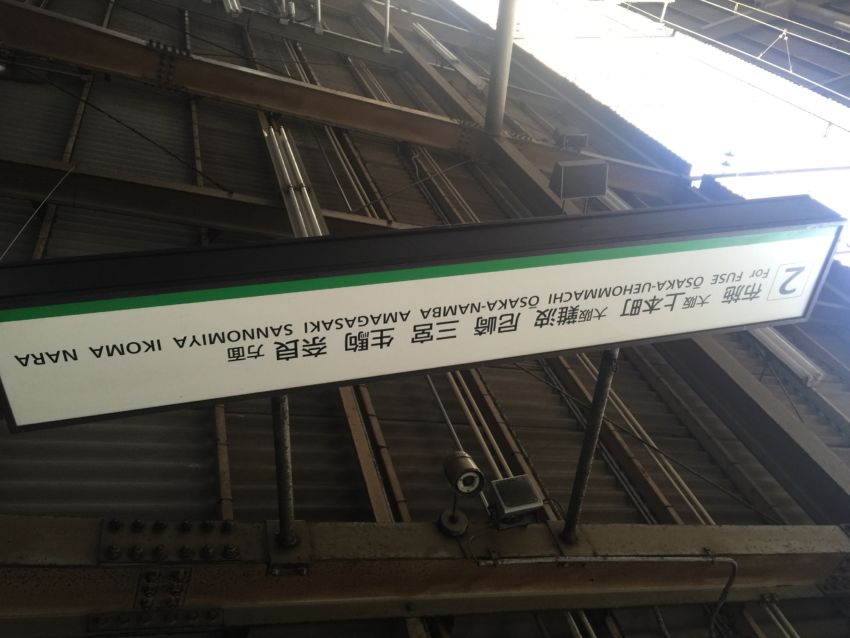 2 布施 大阪上本町 大阪難波 尼崎 三宮 生駒 奈良 方面
For FUSE ŌSAKA-UEHOMMACHI ŌSAKA-NAMBA AMAGASAKI SANNOMIYA IKOMA NARA